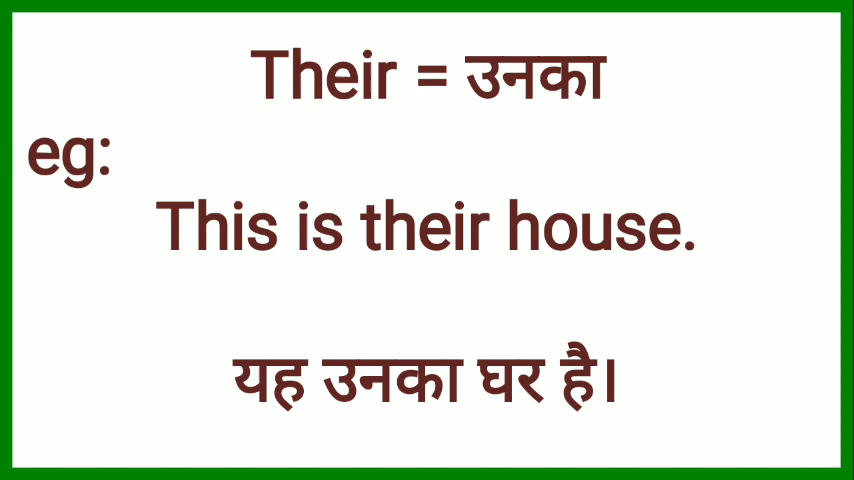 Their = उनका
eg:
This is their house.
यह उनका घर है।